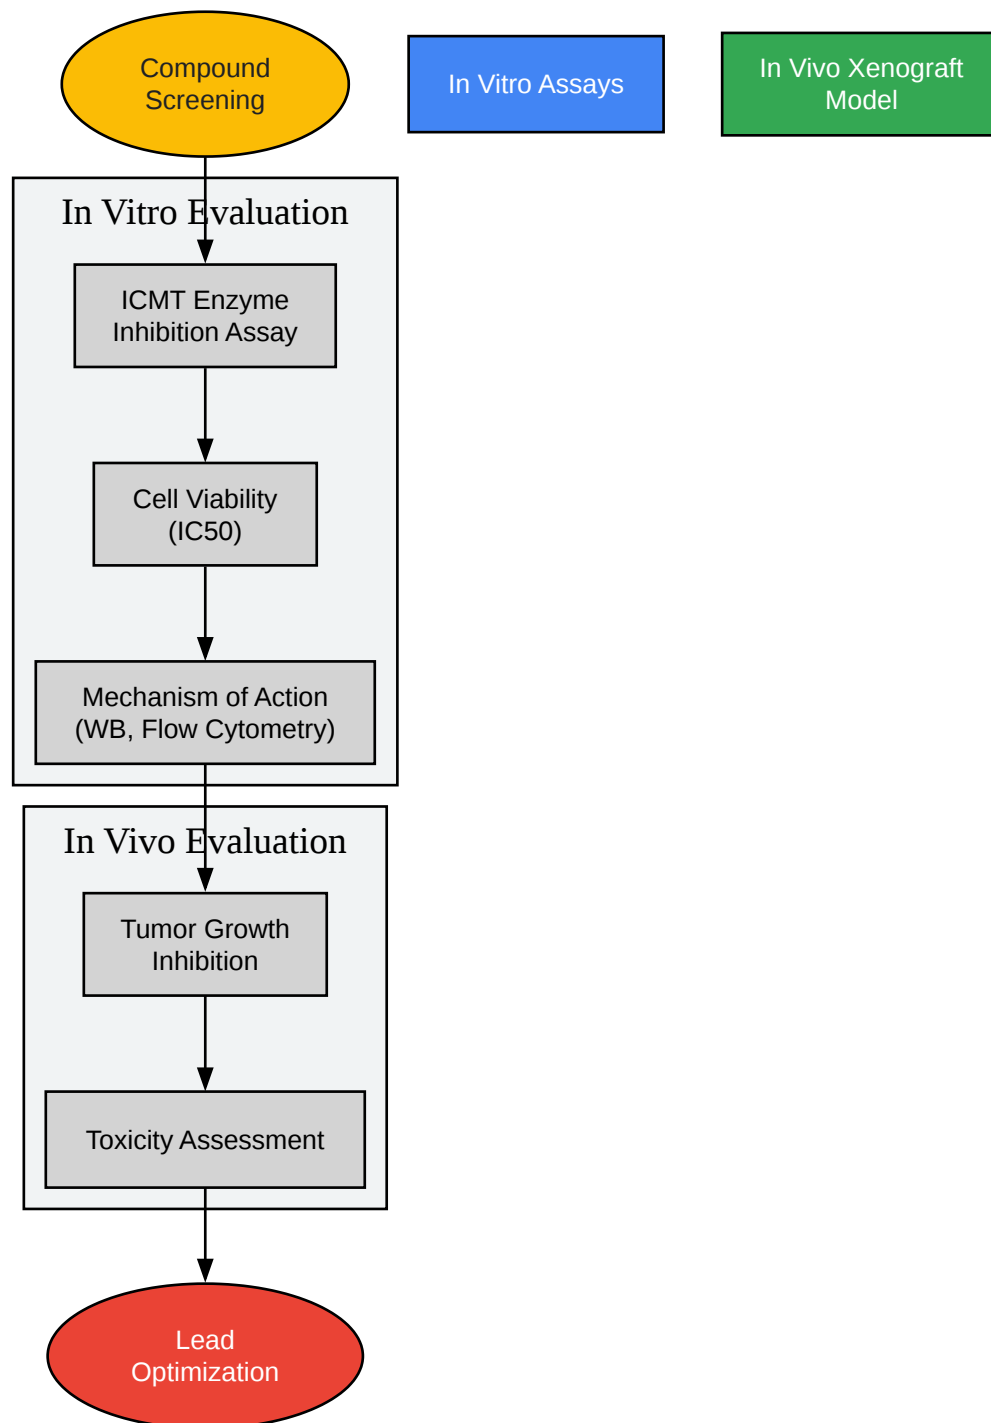 Compound
Screening
In Vitro Assays
In Vivo Xenograft
Model
In Vitro Evaluation
ICMT Enzyme
Inhibition Assay
Cell Viability
(IC50)
Mechanism of Action
(WB, Flow Cytometry)
In Vivo Evaluation
Tumor Growth
Inhibition
Toxicity Assessment
Lead
Optimization